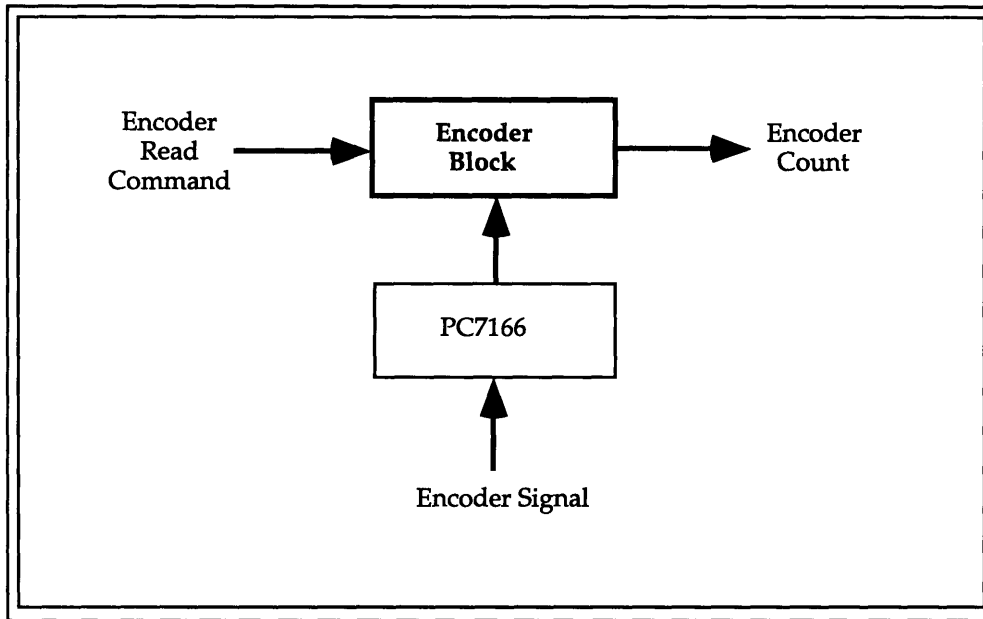 Encoder
Read
Command
Encoder
Block
Encoder
Count
PC7166
Encoder Signal